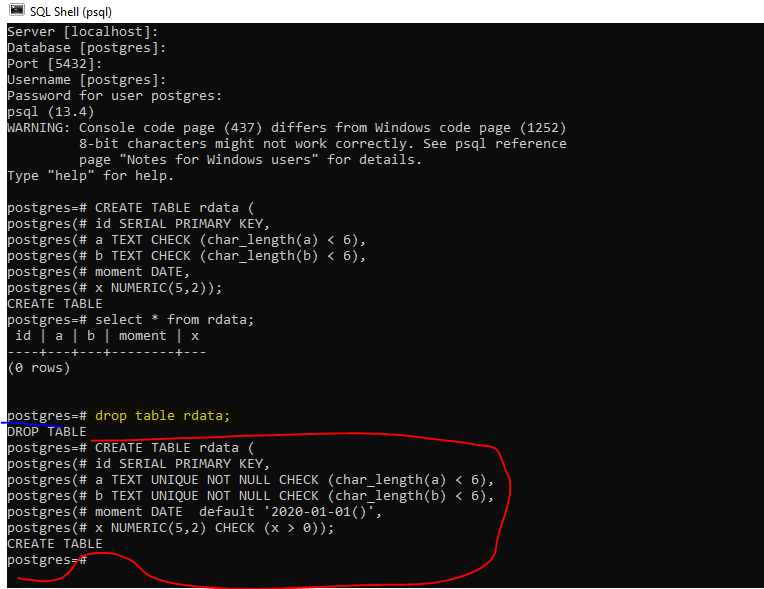 SQL Shell (psql)
Server [localhost]:
Database [postgres]:
Port [5432]:
Username [postgres]:
Password for user postgres:
psql (13.4)
WARNING: Console code page (437) differs from Windows code page (1252)
         8-bit characters might not work correctly. See psql reference
         page "Notes for Windows users" for details.
Type "help" for help.

postgres=# CREATE TABLE rdata (
postgres(# id SERIAL PRIMARY KEY,
postgres(# a TEXT CHECK (char_length(a) < 6),
postgres(# b TEXT CHECK (char_length(b) < 6),
postgres(# moment DATE,
postgres(# x NUMERIC(5,2));
CREATE TABLE
postgres=# select * from rdata;
 id | a | b | moment | x
----+---+---+--------+---
(0 rows)


postgres=# drop table rdata;
DROP TABLE
postgres=# CREATE TABLE rdata (
postgres(# id SERIAL PRIMARY KEY,
postgres(# a TEXT UNIQUE NOT NULL CHECK (char_length(a) < 6),
postgres(# b TEXT UNIQUE NOT NULL CHECK (char_length(b) < 6),
postgres(# moment DATE  default '2020-01-01()',
postgres(# x NUMERIC(5,2) CHECK (x > 0));
CREATE TABLE
postgres=#